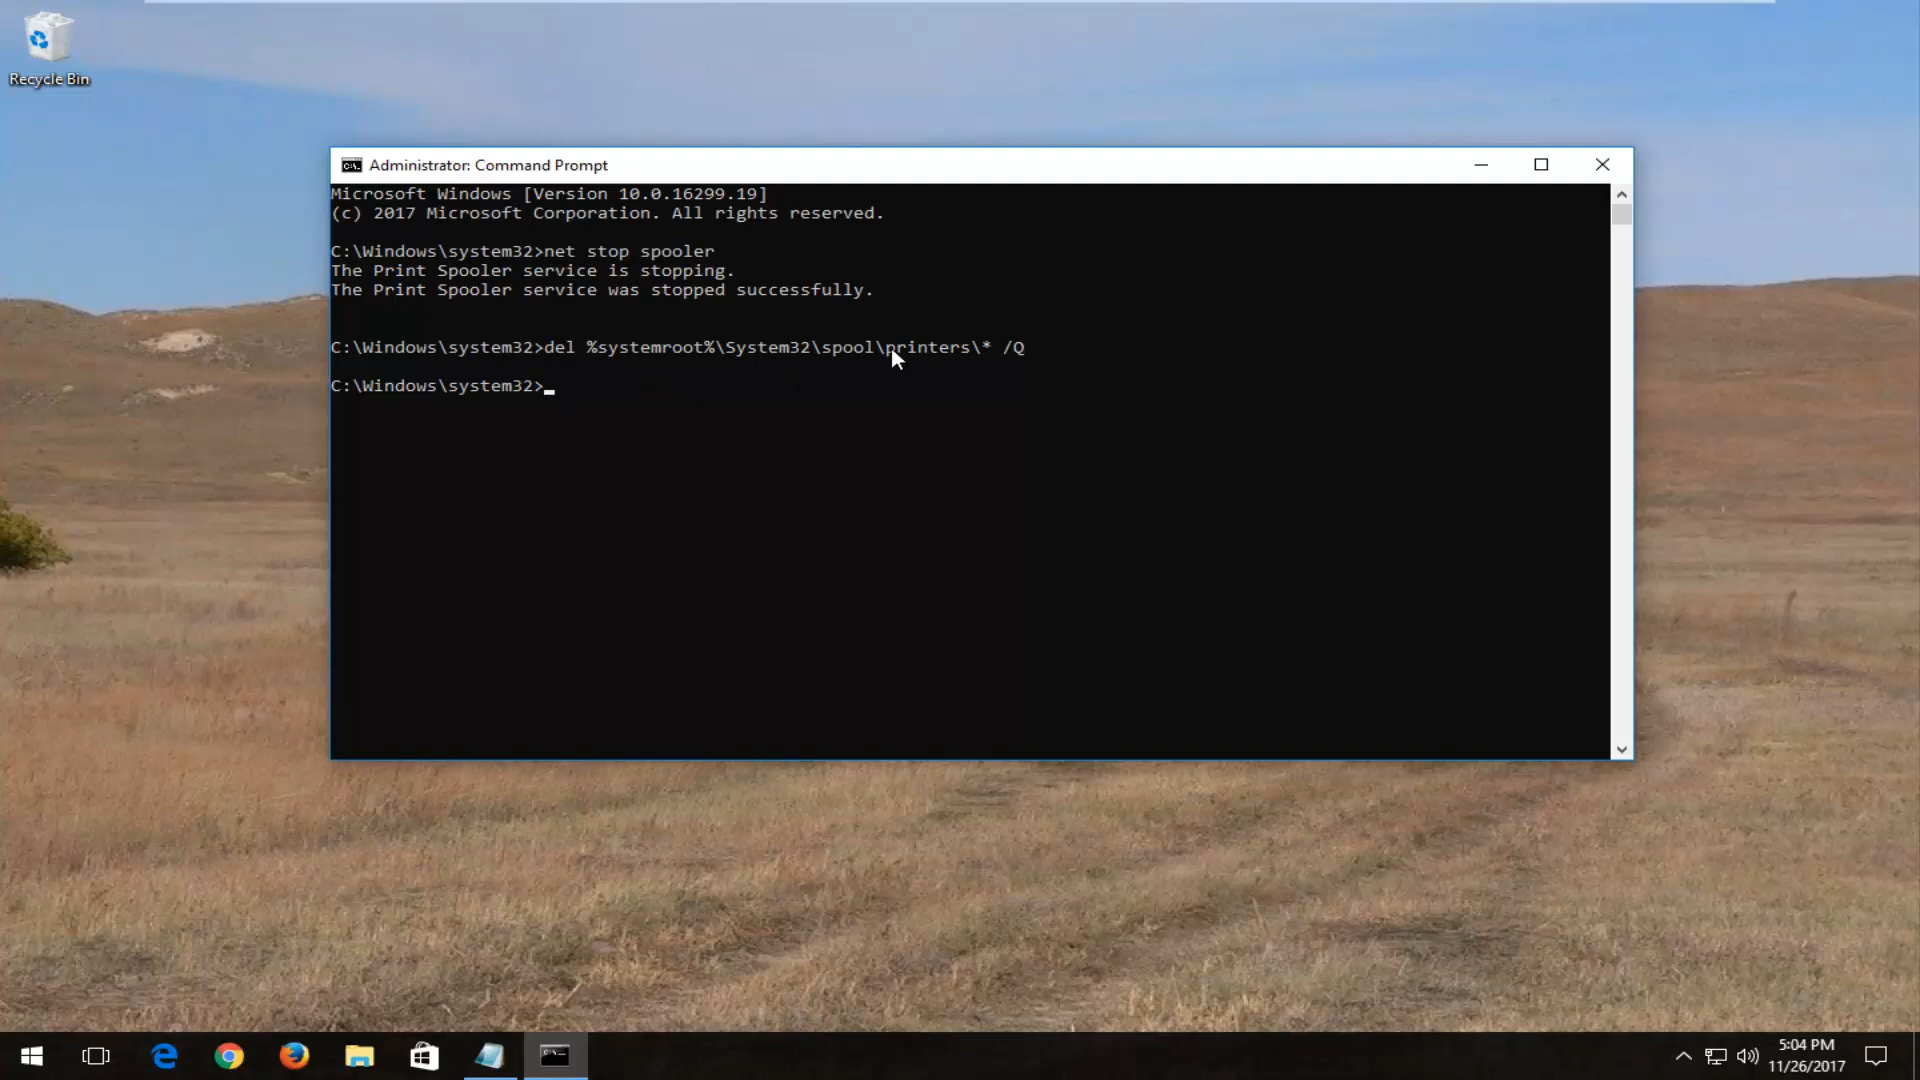 Recycle Bin
Administrator: Command Prompt
Microsoft Windows [Version 10.0.16299.19]
(c) 2017 Microsoft Corporation. All rights reserved.
C:\Windows\system32>net stop spooler
The Print Spooler service is stopping.
The Print Spooler service was stopped successfully.
C:\Windows\system32>del %systemroot%\System32\spool\printers\* /Q
C:\Windows\system32>
5:04 PM
11/26/2017